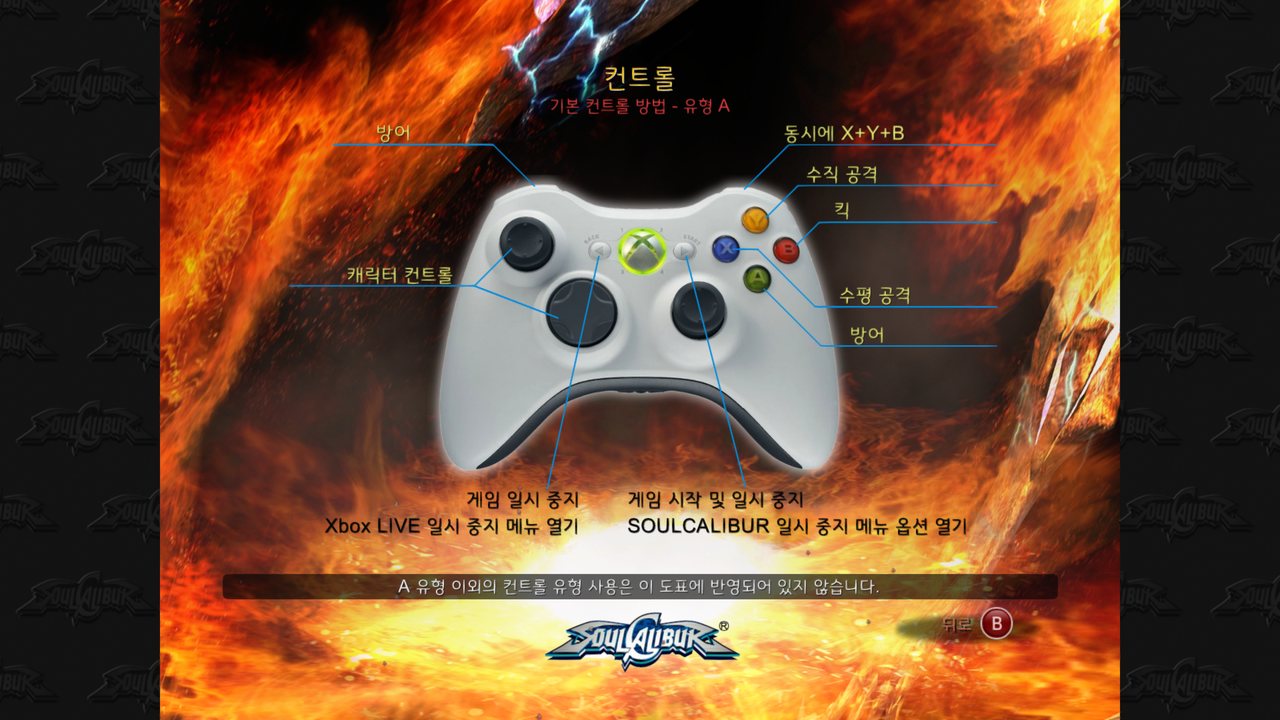 컨트롤
기본 컨트롤 방법 - 유형 A
방어
동시에 X+Y+B
수직 공격
킥
캐릭터 컨트롤
수평 공격
방어
BACK
START
Y
X
B
A
게임 일시 중지
Xbox LIVE 일시 중지 메뉴 열기
게임 시작 및 일시 중지
SOULCALIBUR 일시 중지 메뉴 옵션 열기
A 유형 이외의 컨트롤 유형 사용은 이 도표에 반영되어 있지 않습니다.
SOULCALIBUR®
뒤로 B